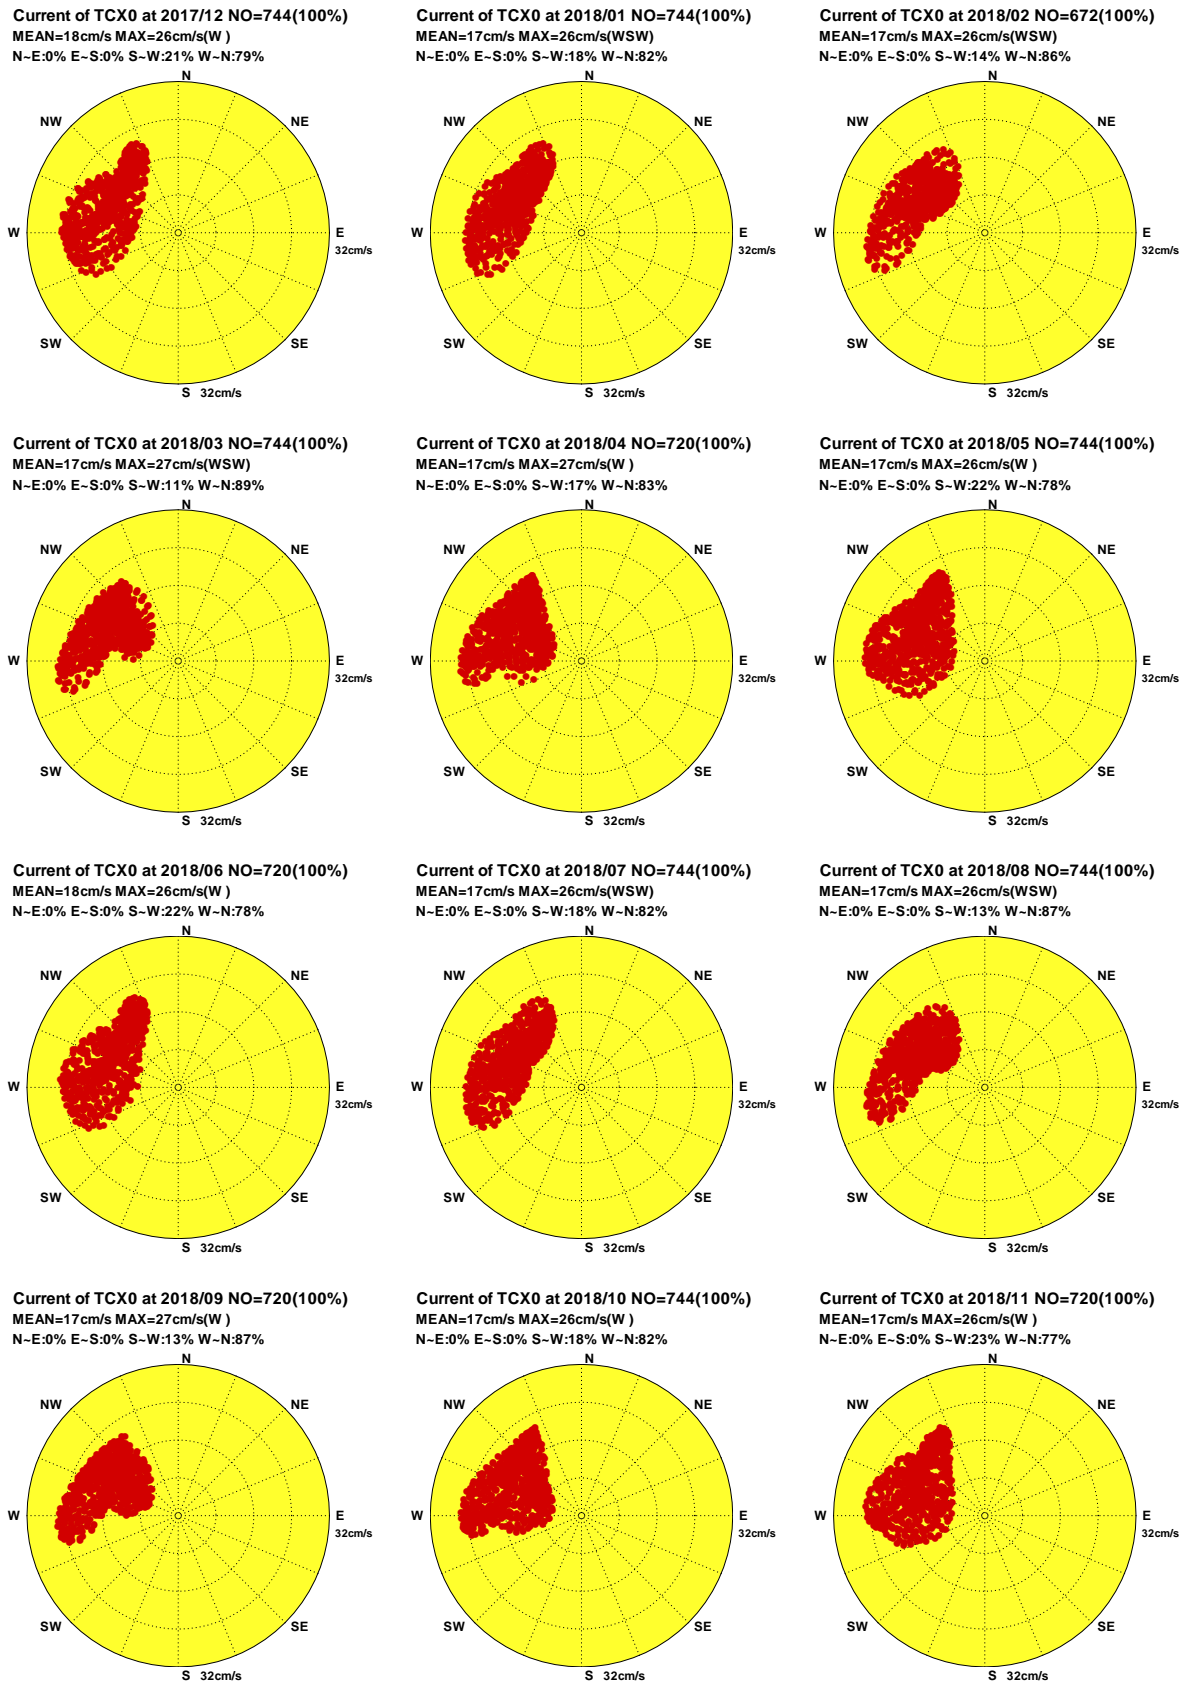 Current of TCX0 at 2017/12 NO=744(100%)
MEAN=18cm/s MAX=26cm/s(W )
N~E:0% E~S:0% S~W:21% W~N:79%
N
NW
NE
W
E
32cm/s
SW
SE
S 32cm/s
Current of TCX0 at 2018/01 NO=744(100%)
MEAN=17cm/s MAX=26cm/s(WSW)
N~E:0% E~S:0% S~W:18% W~N:82%
N
NW
NE
W
E
32cm/s
SW
SE
S 32cm/s
Current of TCX0 at 2018/02 NO=672(100%)
MEAN=17cm/s MAX=26cm/s(WSW)
N~E:0% E~S:0% S~W:14% W~N:86%
N
NW
NE
W
E
32cm/s
SW
SE
S 32cm/s
Current of TCX0 at 2018/03 NO=744(100%)
MEAN=17cm/s MAX=27cm/s(WSW)
N~E:0% E~S:0% S~W:11% W~N:89%
N
NW
NE
W
E
32cm/s
SW
SE
S 32cm/s
Current of TCX0 at 2018/04 NO=720(100%)
MEAN=17cm/s MAX=27cm/s(W )
N~E:0% E~S:0% S~W:17% W~N:83%
N
NW
NE
W
E
32cm/s
SW
SE
S 32cm/s
Current of TCX0 at 2018/05 NO=744(100%)
MEAN=17cm/s MAX=26cm/s(W )
N~E:0% E~S:0% S~W:22% W~N:78%
N
NW
NE
W
E
32cm/s
SW
SE
S 32cm/s
Current of TCX0 at 2018/06 NO=720(100%)
MEAN=18cm/s MAX=26cm/s(W )
N~E:0% E~S:0% S~W:22% W~N:78%
N
NW
NE
W
E
32cm/s
SW
SE
S 32cm/s
Current of TCX0 at 2018/07 NO=744(100%)
MEAN=17cm/s MAX=26cm/s(WSW)
N~E:0% E~S:0% S~W:18% W~N:82%
N
NW
NE
W
E
32cm/s
SW
SE
S 32cm/s
Current of TCX0 at 2018/08 NO=744(100%)
MEAN=17cm/s MAX=26cm/s(WSW)
N~E:0% E~S:0% S~W:13% W~N:87%
N
NW
NE
W
E
32cm/s
SW
SE
S 32cm/s
Current of TCX0 at 2018/09 NO=720(100%)
MEAN=17cm/s MAX=27cm/s(W )
N~E:0% E~S:0% S~W:13% W~N:87%
N
NW
NE
W
E
32cm/s
SW
SE
S 32cm/s
Current of TCX0 at 2018/10 NO=744(100%)
MEAN=17cm/s MAX=26cm/s(W )
N~E:0% E~S:0% S~W:18% W~N:82%
N
NW
NE
W
E
32cm/s
SW
SE
S 32cm/s
Current of TCX0 at 2018/11 NO=720(100%)
MEAN=17cm/s MAX=26cm/s(W )
N~E:0% E~S:0% S~W:23% W~N:77%
N
NW
NE
W
E
32cm/s
SW
SE
S 32cm/s